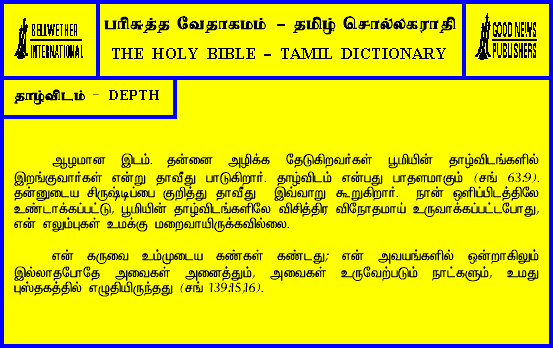 BELLWETHER
INTERNATIONAL
பரிசுத்த வேதாகமம் - தமிழ் சொல்லகராதி
THE HOLY BIBLE - TAMIL DICTIONARY
GOOD NEWS
PUBLISHERS
தாழ்விடம் - DEPTH
ஆழமான இடம். தன்னை அழிக்க தேடுகிறவர்கள் பூமியின் தாழ்விடங்களில்
இறங்குவார்கள் என்று தாவீது பாடுகிறார். தாழ்விடம் என்பது பாதளமாகும் (சங் 63:9).
தன்னுடைய சிருஷ்டிப்பை குறித்து தாவீது இவ்வாறு கூறுகிறார். நான் ஒளிப்பிடத்திலே
உண்டாக்கப்பட்டு, பூமியின் தாழ்விடங்களிலே விசித்திர விநோதமாய் உருவாக்கப்பட்டபோது,
என் எலும்புகள் உமக்கு மறைவாயிருக்கவில்லை.
என் கருவை உம்முடைய கண்கள் கண்டது; என் அவயங்களில் ஒன்றாகிலும்
இல்லாதபோதே அவைகள் அனைத்தும், அவைகள் உருவேற்படும் நாட்களும், உமது
புஸ்தகத்தில் எழுதியிருந்தது (சங் 139:15,16).